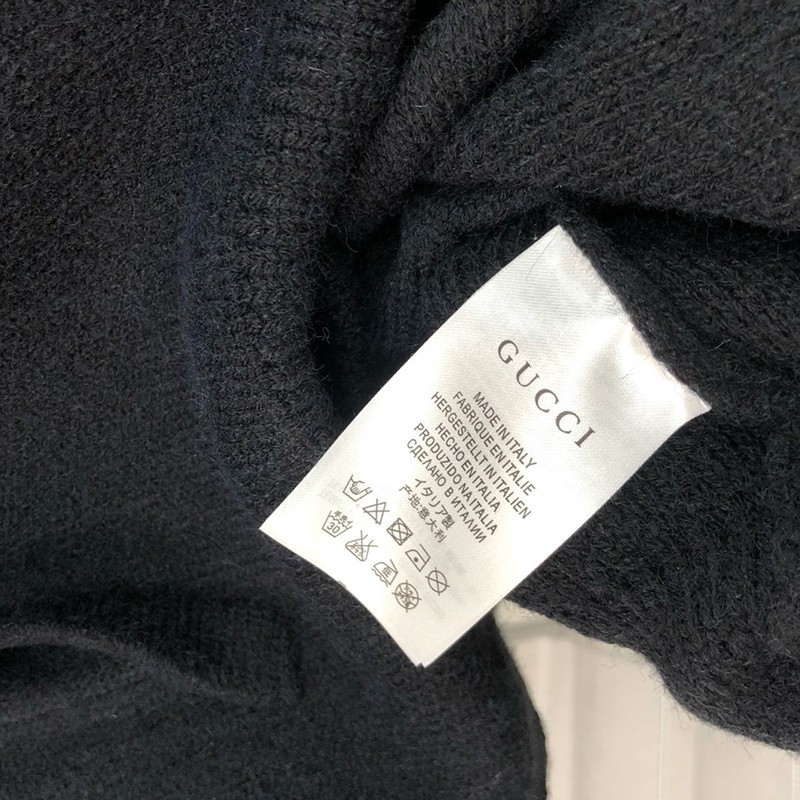 GUCCI
MADE IN ITALY
FABRIQUE EN ITALIE
HERGESTELLT IN ITALIEN
HECHO EN ITALIA
PRODUZIDO NA ITALIA
СДЕЛАНО В ИТАЛИИ
イタリア製
产地:意大利
30